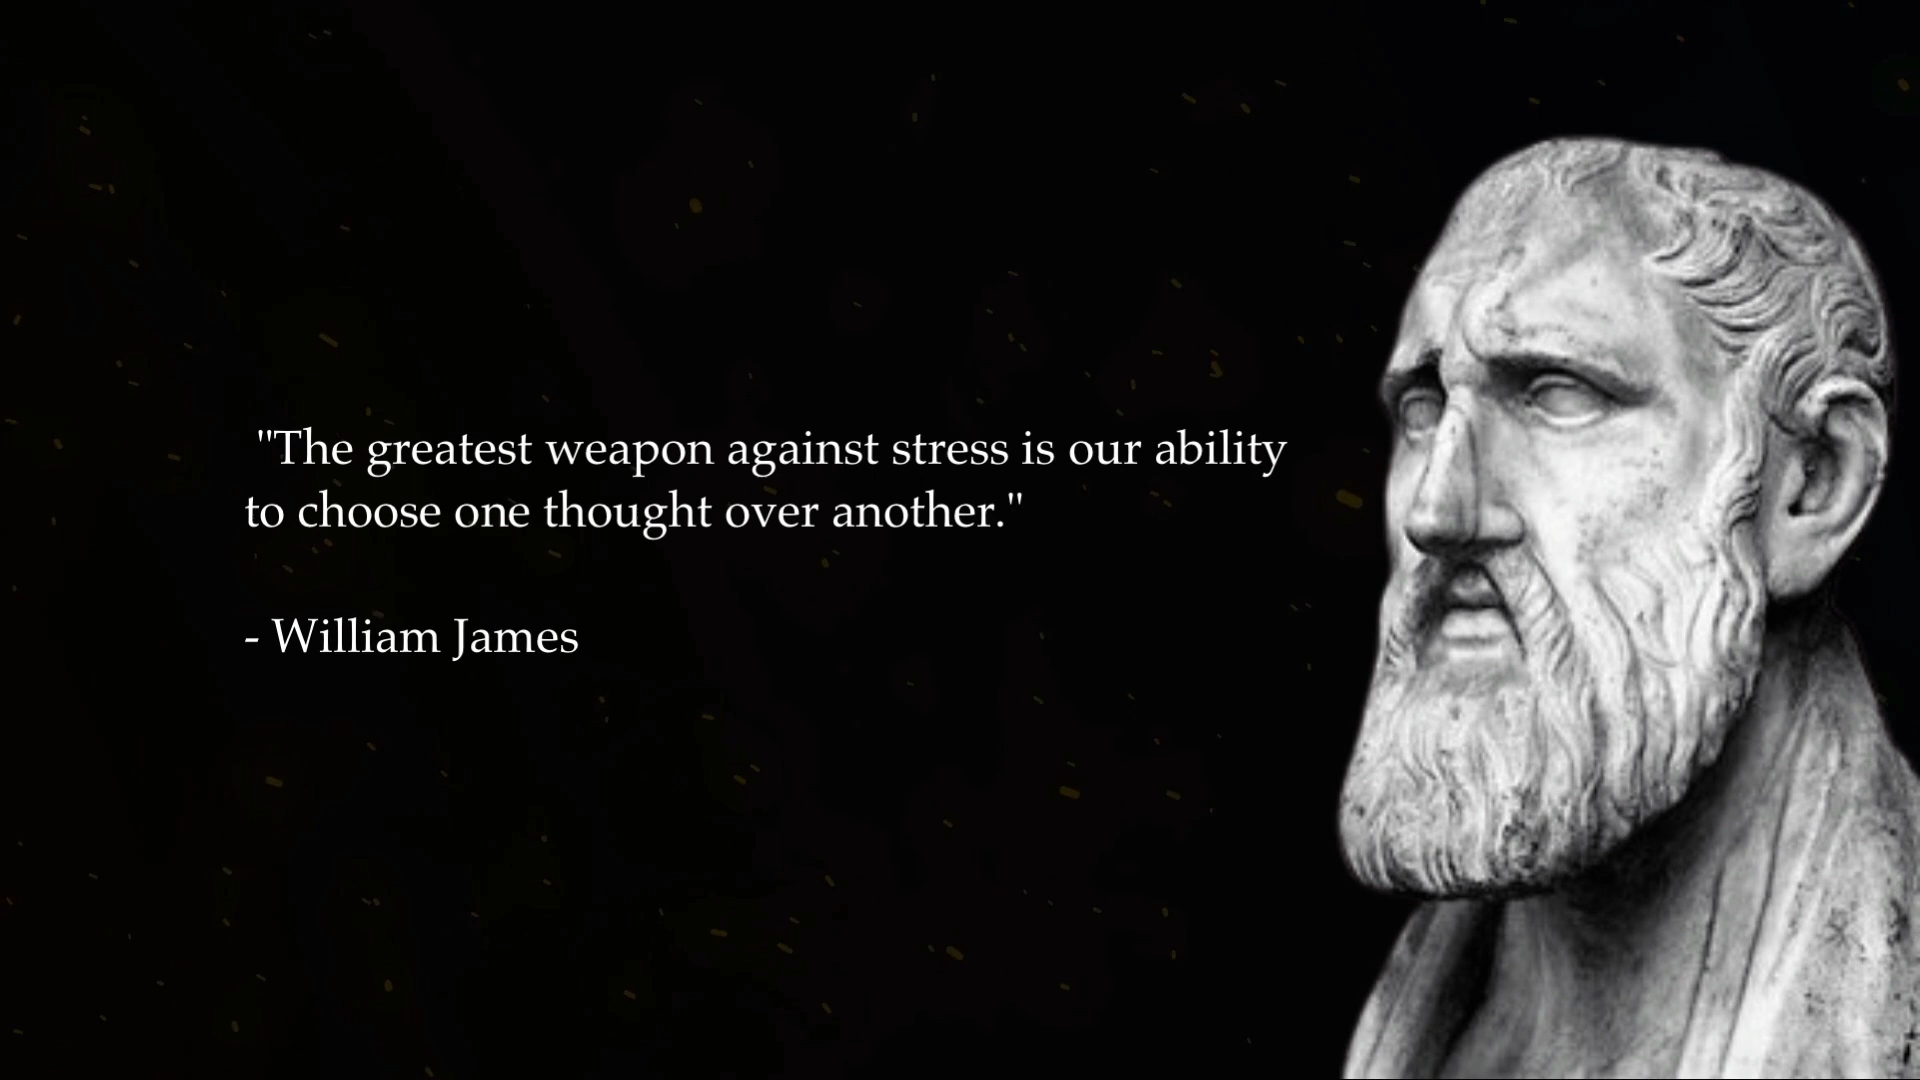 "The greatest weapon against stress is our ability
to choose one thought over another."
- William James